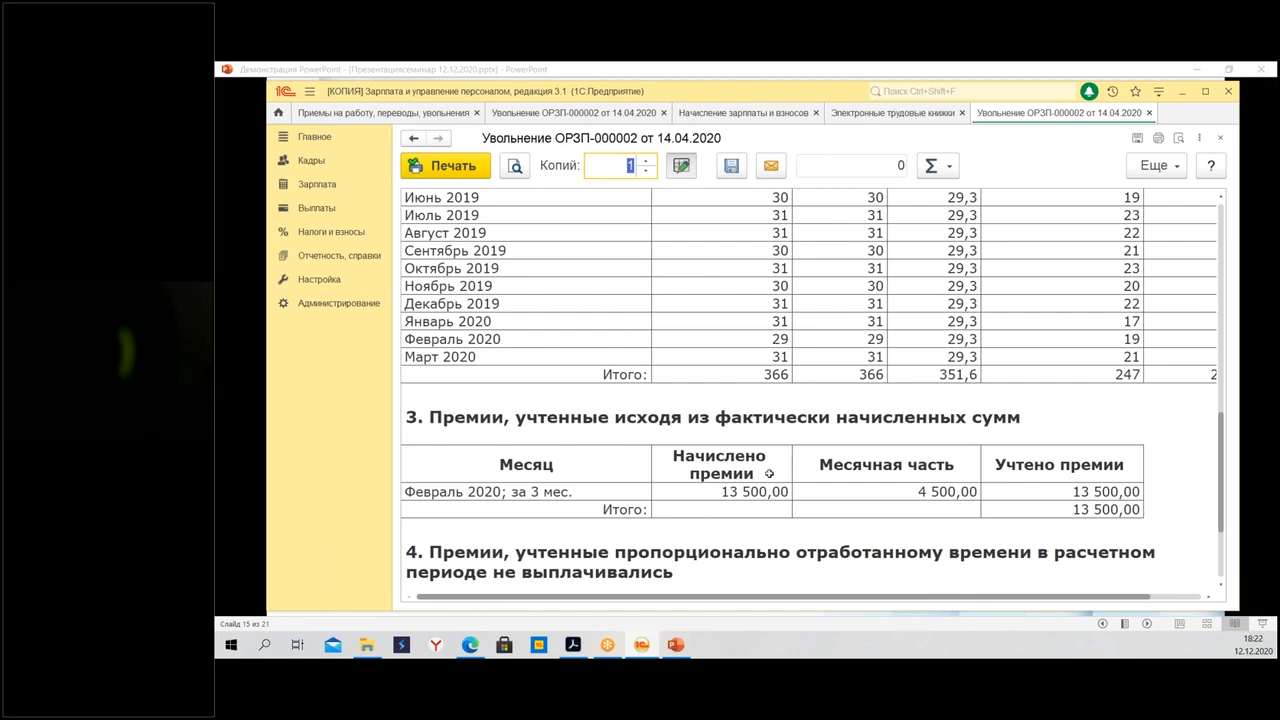 Демонстрация PowerPoint - [Презентациясеминар 12.12.2020.pptx] - PowerPoint
[КОПИЯ] Зарплата и управление персоналом, редакция 3.1 (1С:Предприятие)
Поиск Ctrl+Shift+F
Приемы на работу, переводы, увольнения
Увольнение ОРЗП-000002 от 14.04.2020
Начисление зарплаты и взносов
Электронные трудовые книжки
Увольнение ОРЗП-000002 от 14.04.2020
Главное
Кадры
Зарплата
Выплаты
Налоги и взносы
Отчетность, справки
Настройка
Администрирование
Увольнение ОРЗП-000002 от 14.04.2020
Печать
Копий: 1
0
Σ
Еще
?
Июнь 2019 30 30 29,3 19
Июль 2019 31 31 29,3 23
Август 2019 31 31 29,3 22
Сентябрь 2019 30 30 29,3 21
Октябрь 2019 31 31 29,3 23
Ноябрь 2019 30 30 29,3 20
Декабрь 2019 31 31 29,3 22
Январь 2020 31 31 29,3 17
Февраль 2020 29 29 29,3 19
Март 2020 31 31 29,3 21
Итого: 366 366 351,6 247 2
3. Премии, учтенные исходя из фактически начисленных сумм
Месяц Начислено премии Месячная часть Учтено премии
Февраль 2020; за 3 мес. 13 500,00 4 500,00 13 500,00
Итого: 13 500,00
4. Премии, учтенные пропорционально отработанному времени в расчетном
периоде не выплачивались
Слайд 15 из 21
18:22
12.12.2020